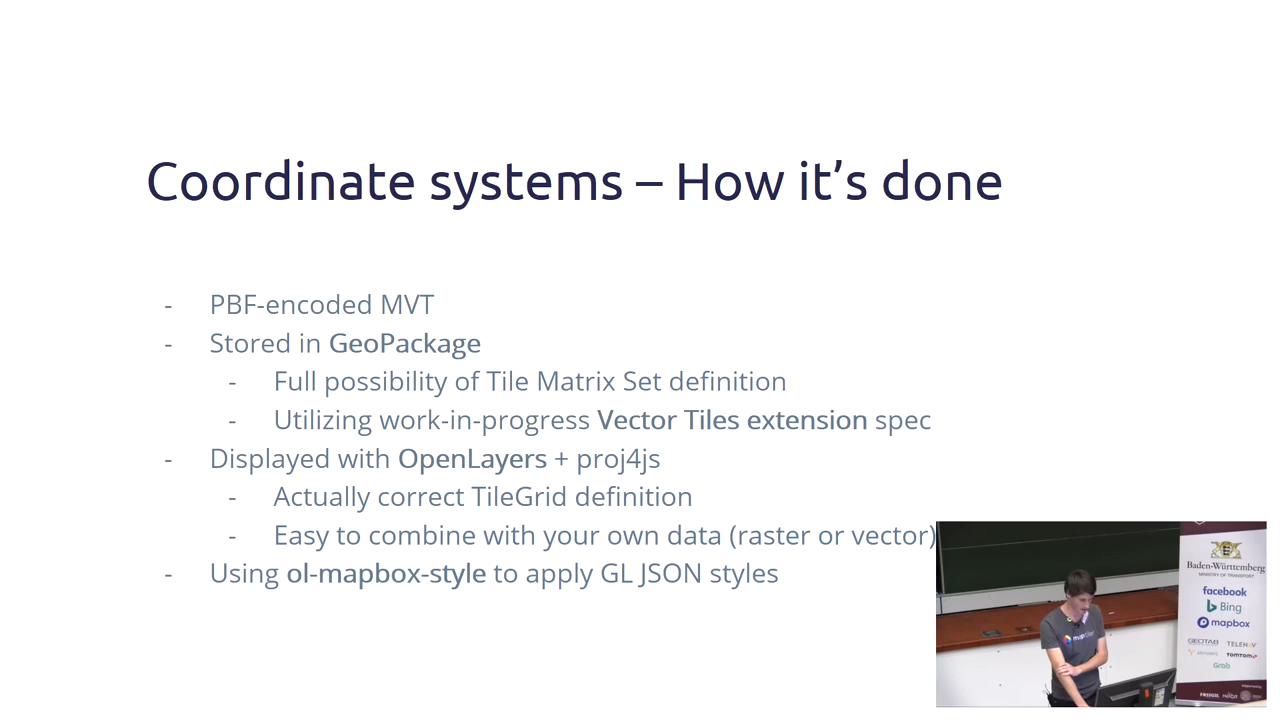 Coordinate systems – How it’s done
- PBF-encoded MVT
- Stored in GeoPackage
- Full possibility of Tile Matrix Set definition
- Utilizing work-in-progress Vector Tiles extension spec
- Displayed with OpenLayers + proj4js
- Actually correct TileGrid definition
- Easy to combine with your own data (raster or vector)
- Using ol-mapbox-style to apply GL JSON styles
Baden-Württemberg
MINISTRY OF TRANSPORT
facebook
Bing
mapbox
GEOTAB TELENAV
TOMTOM
Grab